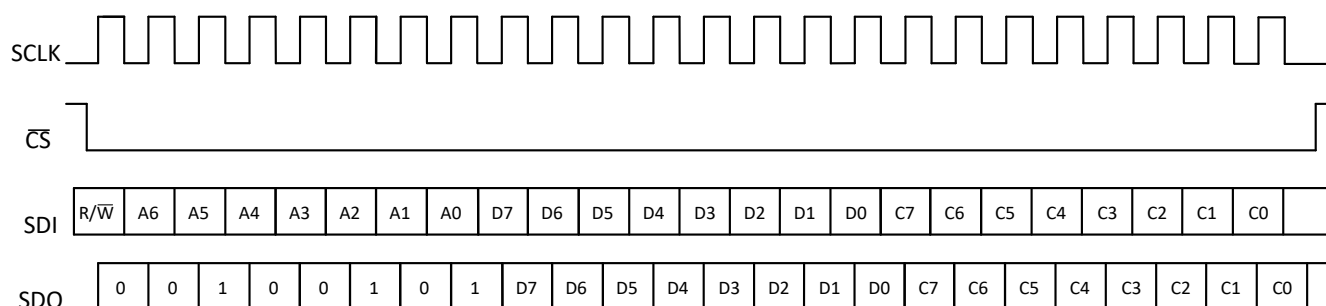 SCLK
C̅S̅
SDI R/W̅ A6 A5 A4 A3 A2 A1 A0 D7 D6 D5 D4 D3 D2 D1 D0 C7 C6 C5 C4 C3 C2 C1 C0
SDO 0 0 1 0 0 1 0 1 D7 D6 D5 D4 D3 D2 D1 D0 C7 C6 C5 C4 C3 C2 C1 C0